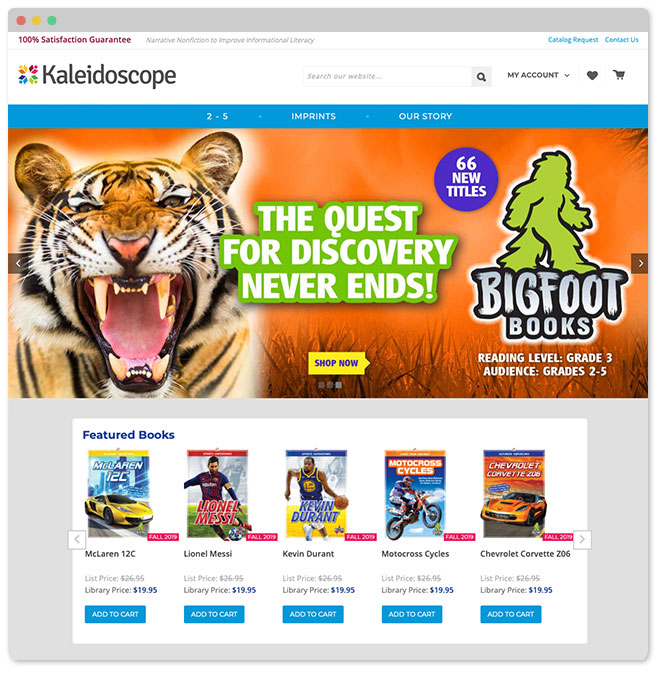 100% Satisfaction Guarantee
Narrative Nonfiction to Improve Informational Literacy
Catalog Request
Contact Us
Kaleidoscope
Search our website...
MY ACCOUNT
2 - 5
IMPRINTS
OUR STORY
66
NEW
TITLES
THE QUEST
FOR DISCOVERY
NEVER ENDS!
BIGFOOT
BOOKS
SHOP NOW
READING LEVEL: GRADE 3
AUDIENCE: GRADES 2-5
Featured Books
MCLAREN
12C
LIONEL
MESSI
KEVIN
DURANT
MOTOCROSS
CYCLES
CHEVROLET
CORVETTE Z06
FALL 2019
FALL 2019
FALL 2019
FALL 2019
FALL 2019
McLaren 12C
Lionel Messi
Kevin Durant
Motocross Cycles
Chevrolet Corvette Z06
List Price: $26.95
List Price: $26.95
List Price: $26.95
List Price: $26.95
List Price: $26.95
Library Price: $19.95
Library Price: $19.95
Library Price: $19.95
Library Price: $19.95
Library Price: $19.95
ADD TO CART
ADD TO CART
ADD TO CART
ADD TO CART
ADD TO CART